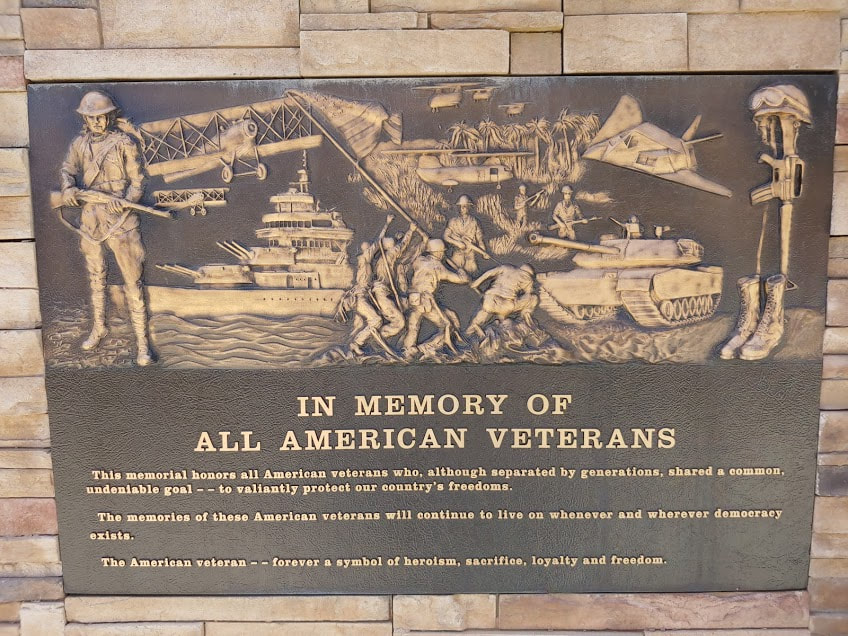 IN MEMORY OF
ALL AMERICAN VETERANS
This memorial honors all American veterans who, although separated by generations, shared a common,
undeniable goal – – to valiantly protect our country's freedoms.
The memories of these American veterans will continue to live on whenever and wherever democracy
exists.
The American veteran – – forever a symbol of heroism, sacrifice, loyalty and freedom.